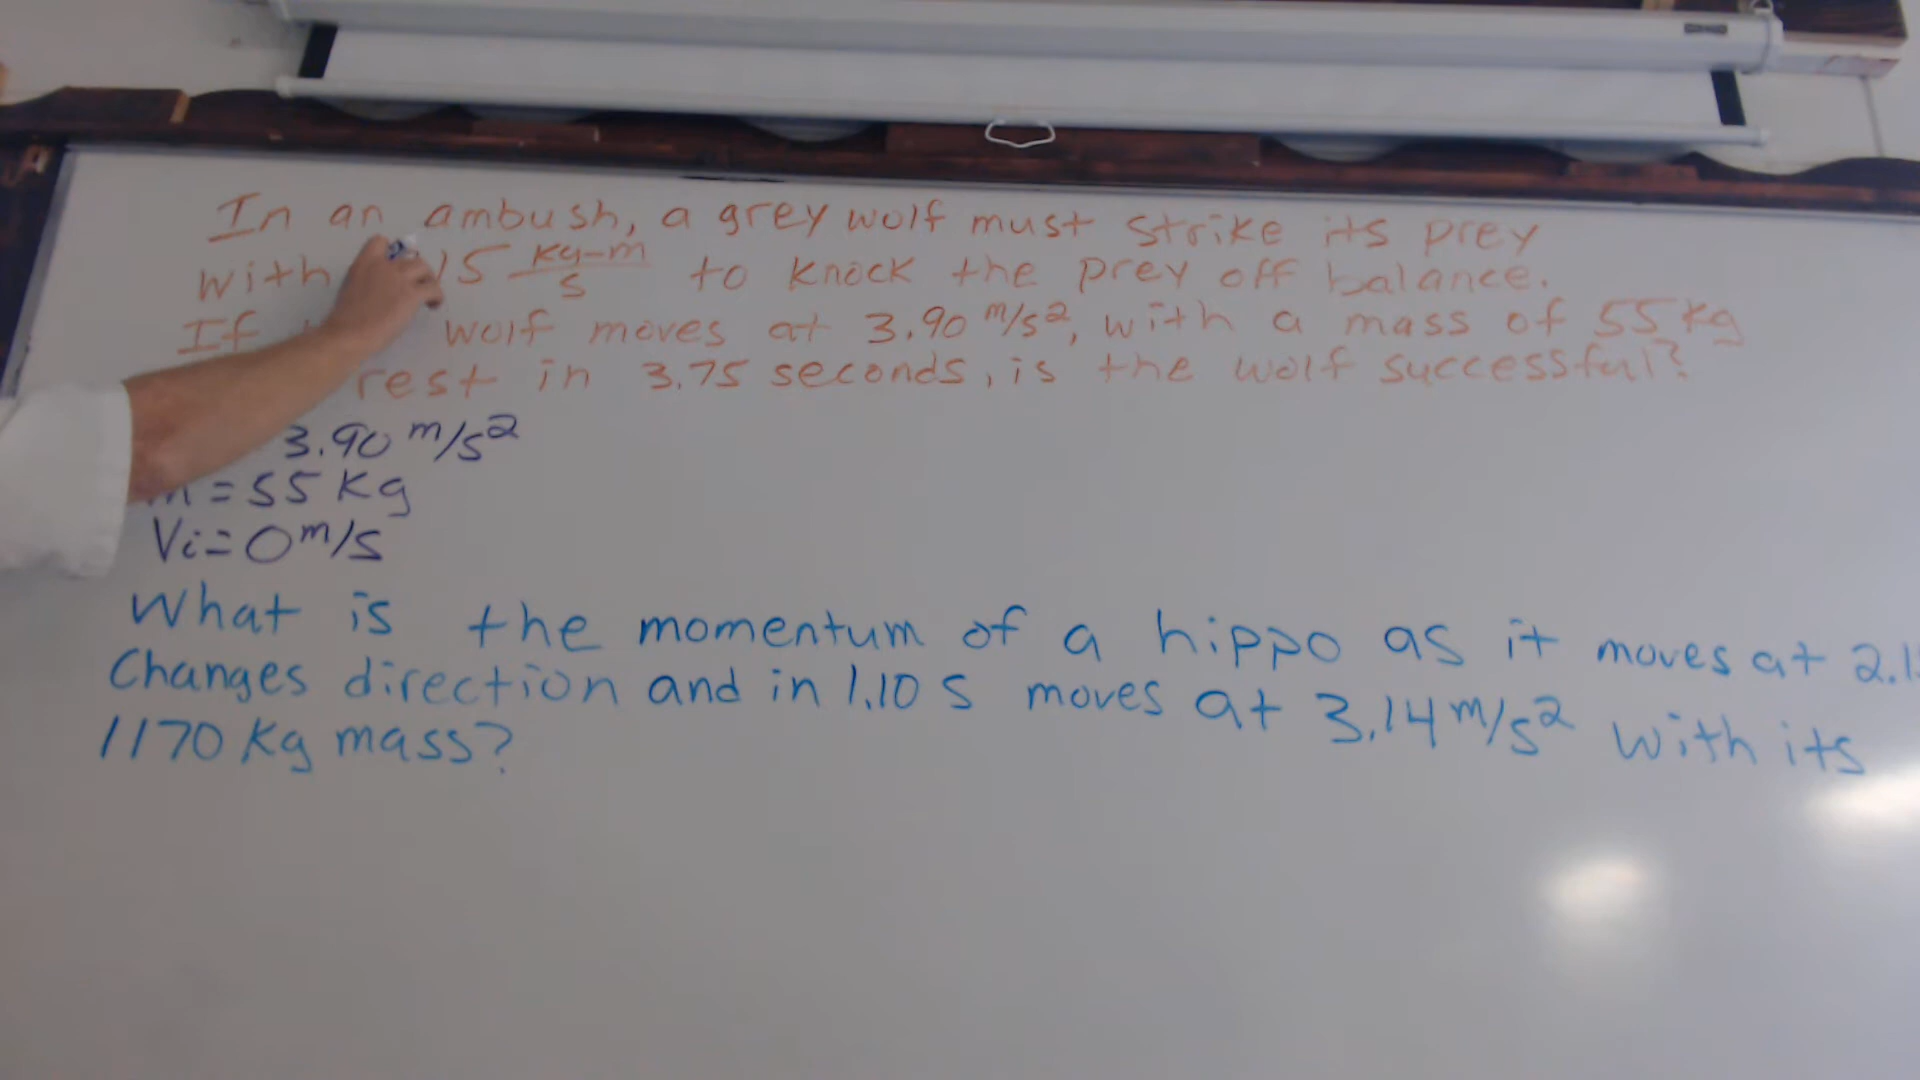 In an ambush, a grey wolf must strike its prey
with 15 kg-m/s to knock the prey off balance.
If wolf moves at 3.90 m/s², with a mass of 55 kg
rest in 3.75 seconds, is the wolf successful?
3.90 m/s²
m = 55 Kg
Vi = 0 m/s
What is the momentum of a hippo as it moves at 2.1
Changes direction and in 1.10 S moves at 3.14 m/s² with its
1170 Kg mass?